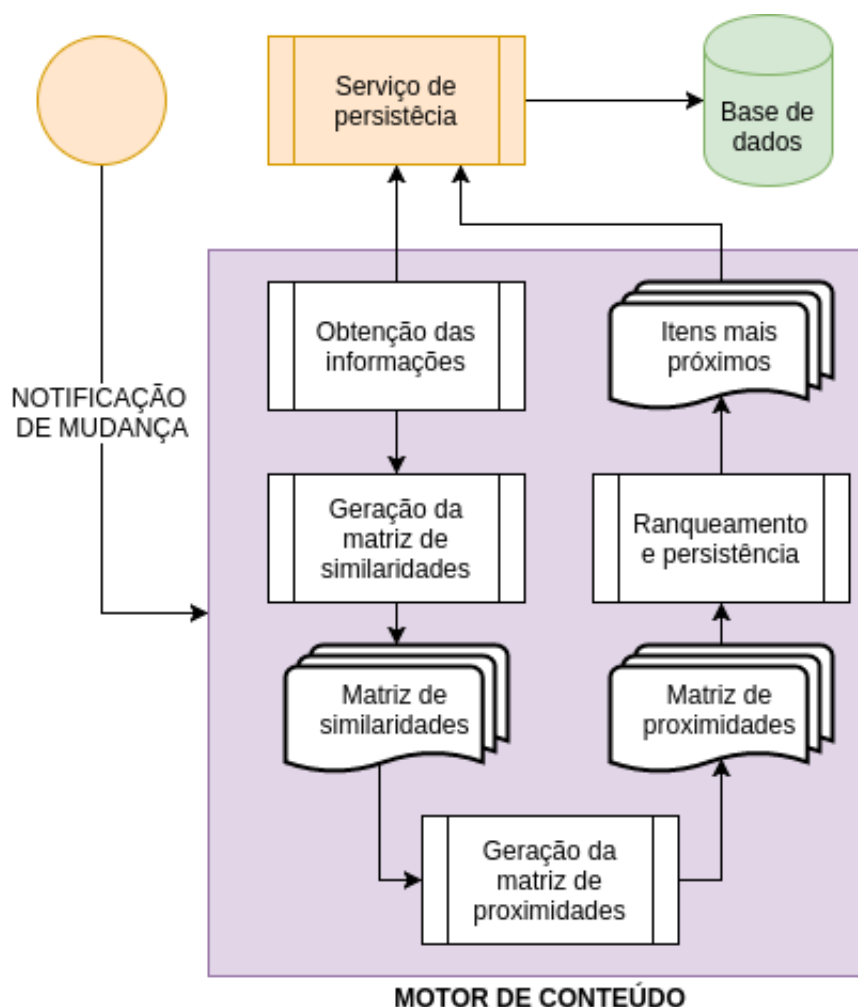 Serviço de
persistêcia
Base de
dados
NOTIFICAÇÃO
DE MUDANÇA
Obtenção das
informações
Itens mais
próximos
Geração da
matriz de
similaridades
Ranqueamento
e persistência
Matriz de
similaridades
Matriz de
proximidades
Geração da
matriz de
proximidades
MOTOR DE CONTEÚDO